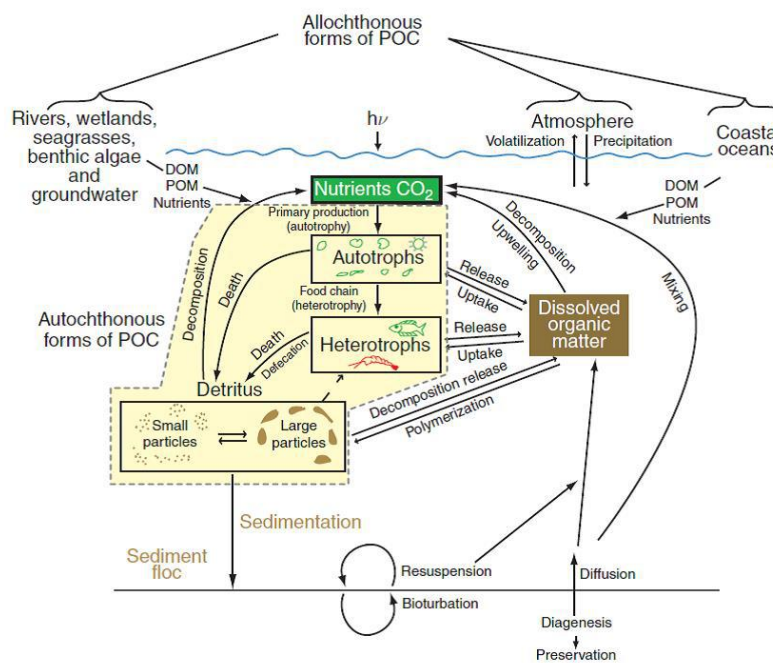 Allochthonous
forms of POC
Rivers, wetlands,
seagrasses,
benthic algae
and
groundwater
DOM
POM
Nutrients
hν
Atmosphere
Volatilization
Precipitation
Coastal
oceans
DOM
POM
Nutrients
Nutrients CO2
Primary production
(autotrophy)
Autotrophs
Food chain
(heterotrophy)
Heterotrophs
Decomposition
Death
Death
Defecation
Autochthonous
forms of POC
Detritus
Small
particles
Large
particles
Release
Uptake
Release
Uptake
Decomposition
Upwelling
Mixing
Dissolved
organic
matter
Decomposition release
Polymerization
Sedimentation
Sediment
floc
Resuspension
Bioturbation
Diffusion
Diagenesis
Preservation